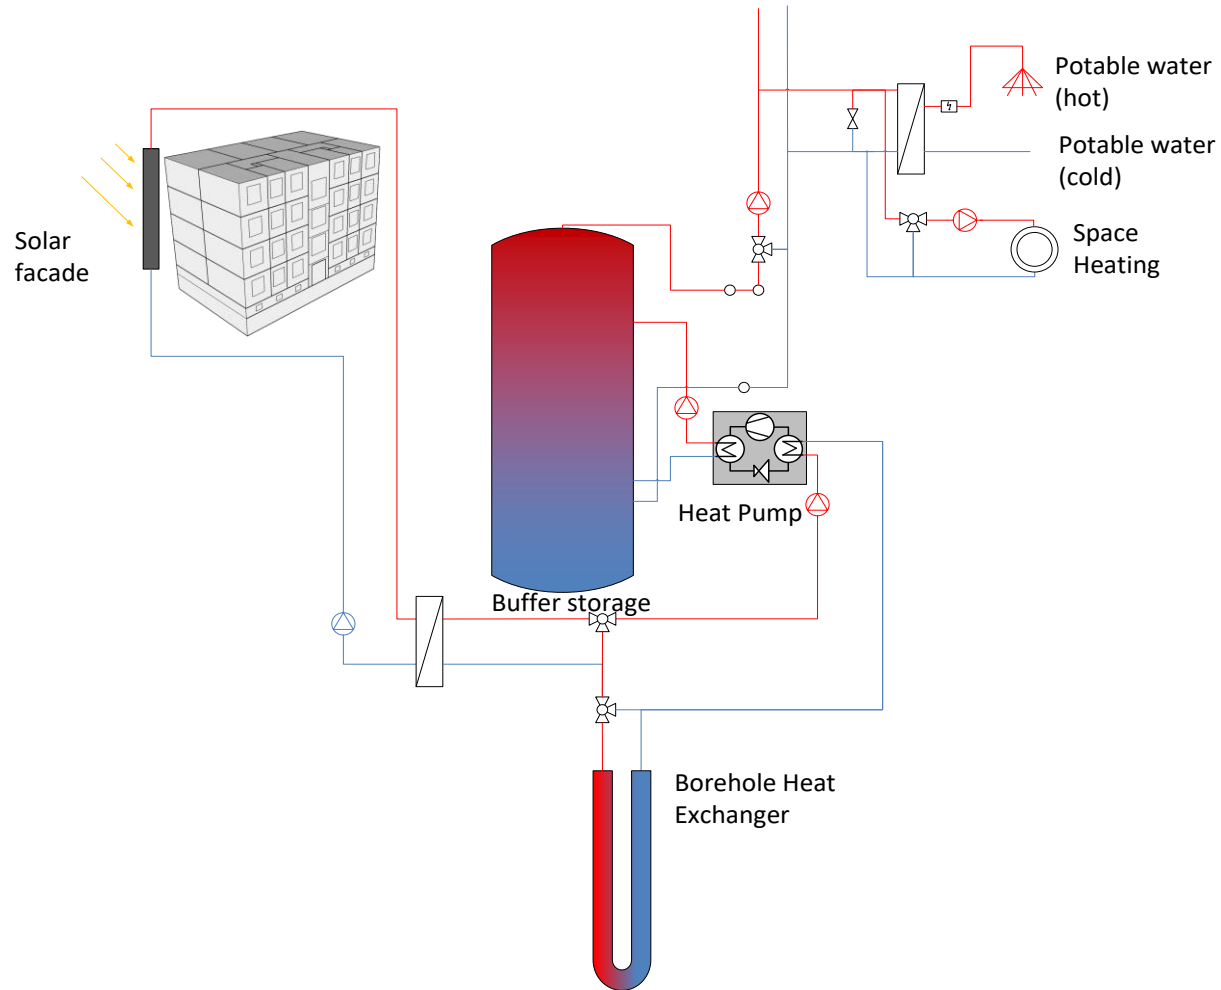 Potable water
(hot)
Potable water
(cold)
Solar
facade
Space
Heating
Heat Pump
Buffer storage
Borehole Heat
Exchanger